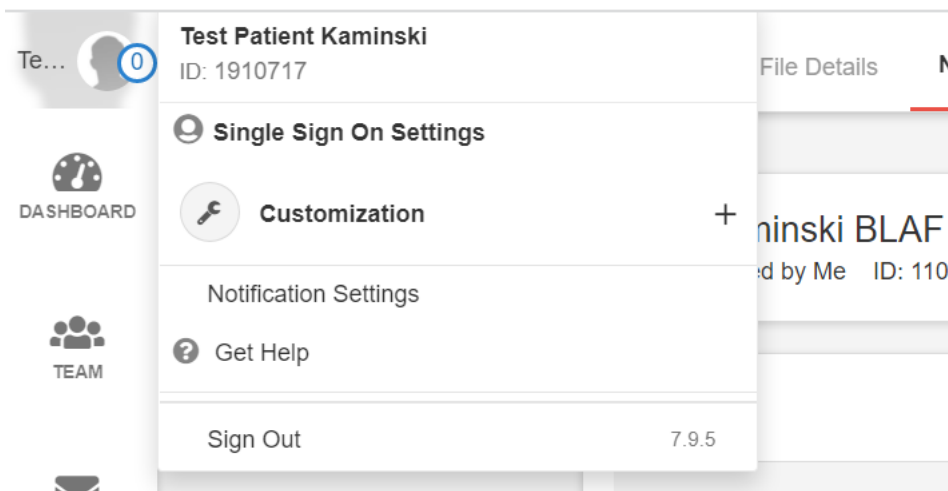 Te...
0
Test Patient Kaminski
ID: 1910717
Single Sign On Settings
Customization
Notification Settings
Get Help
Sign Out
7.9.5
DASHBOARD
TEAM
File Details
N
ninski BLAF
ed by Me ID: 110